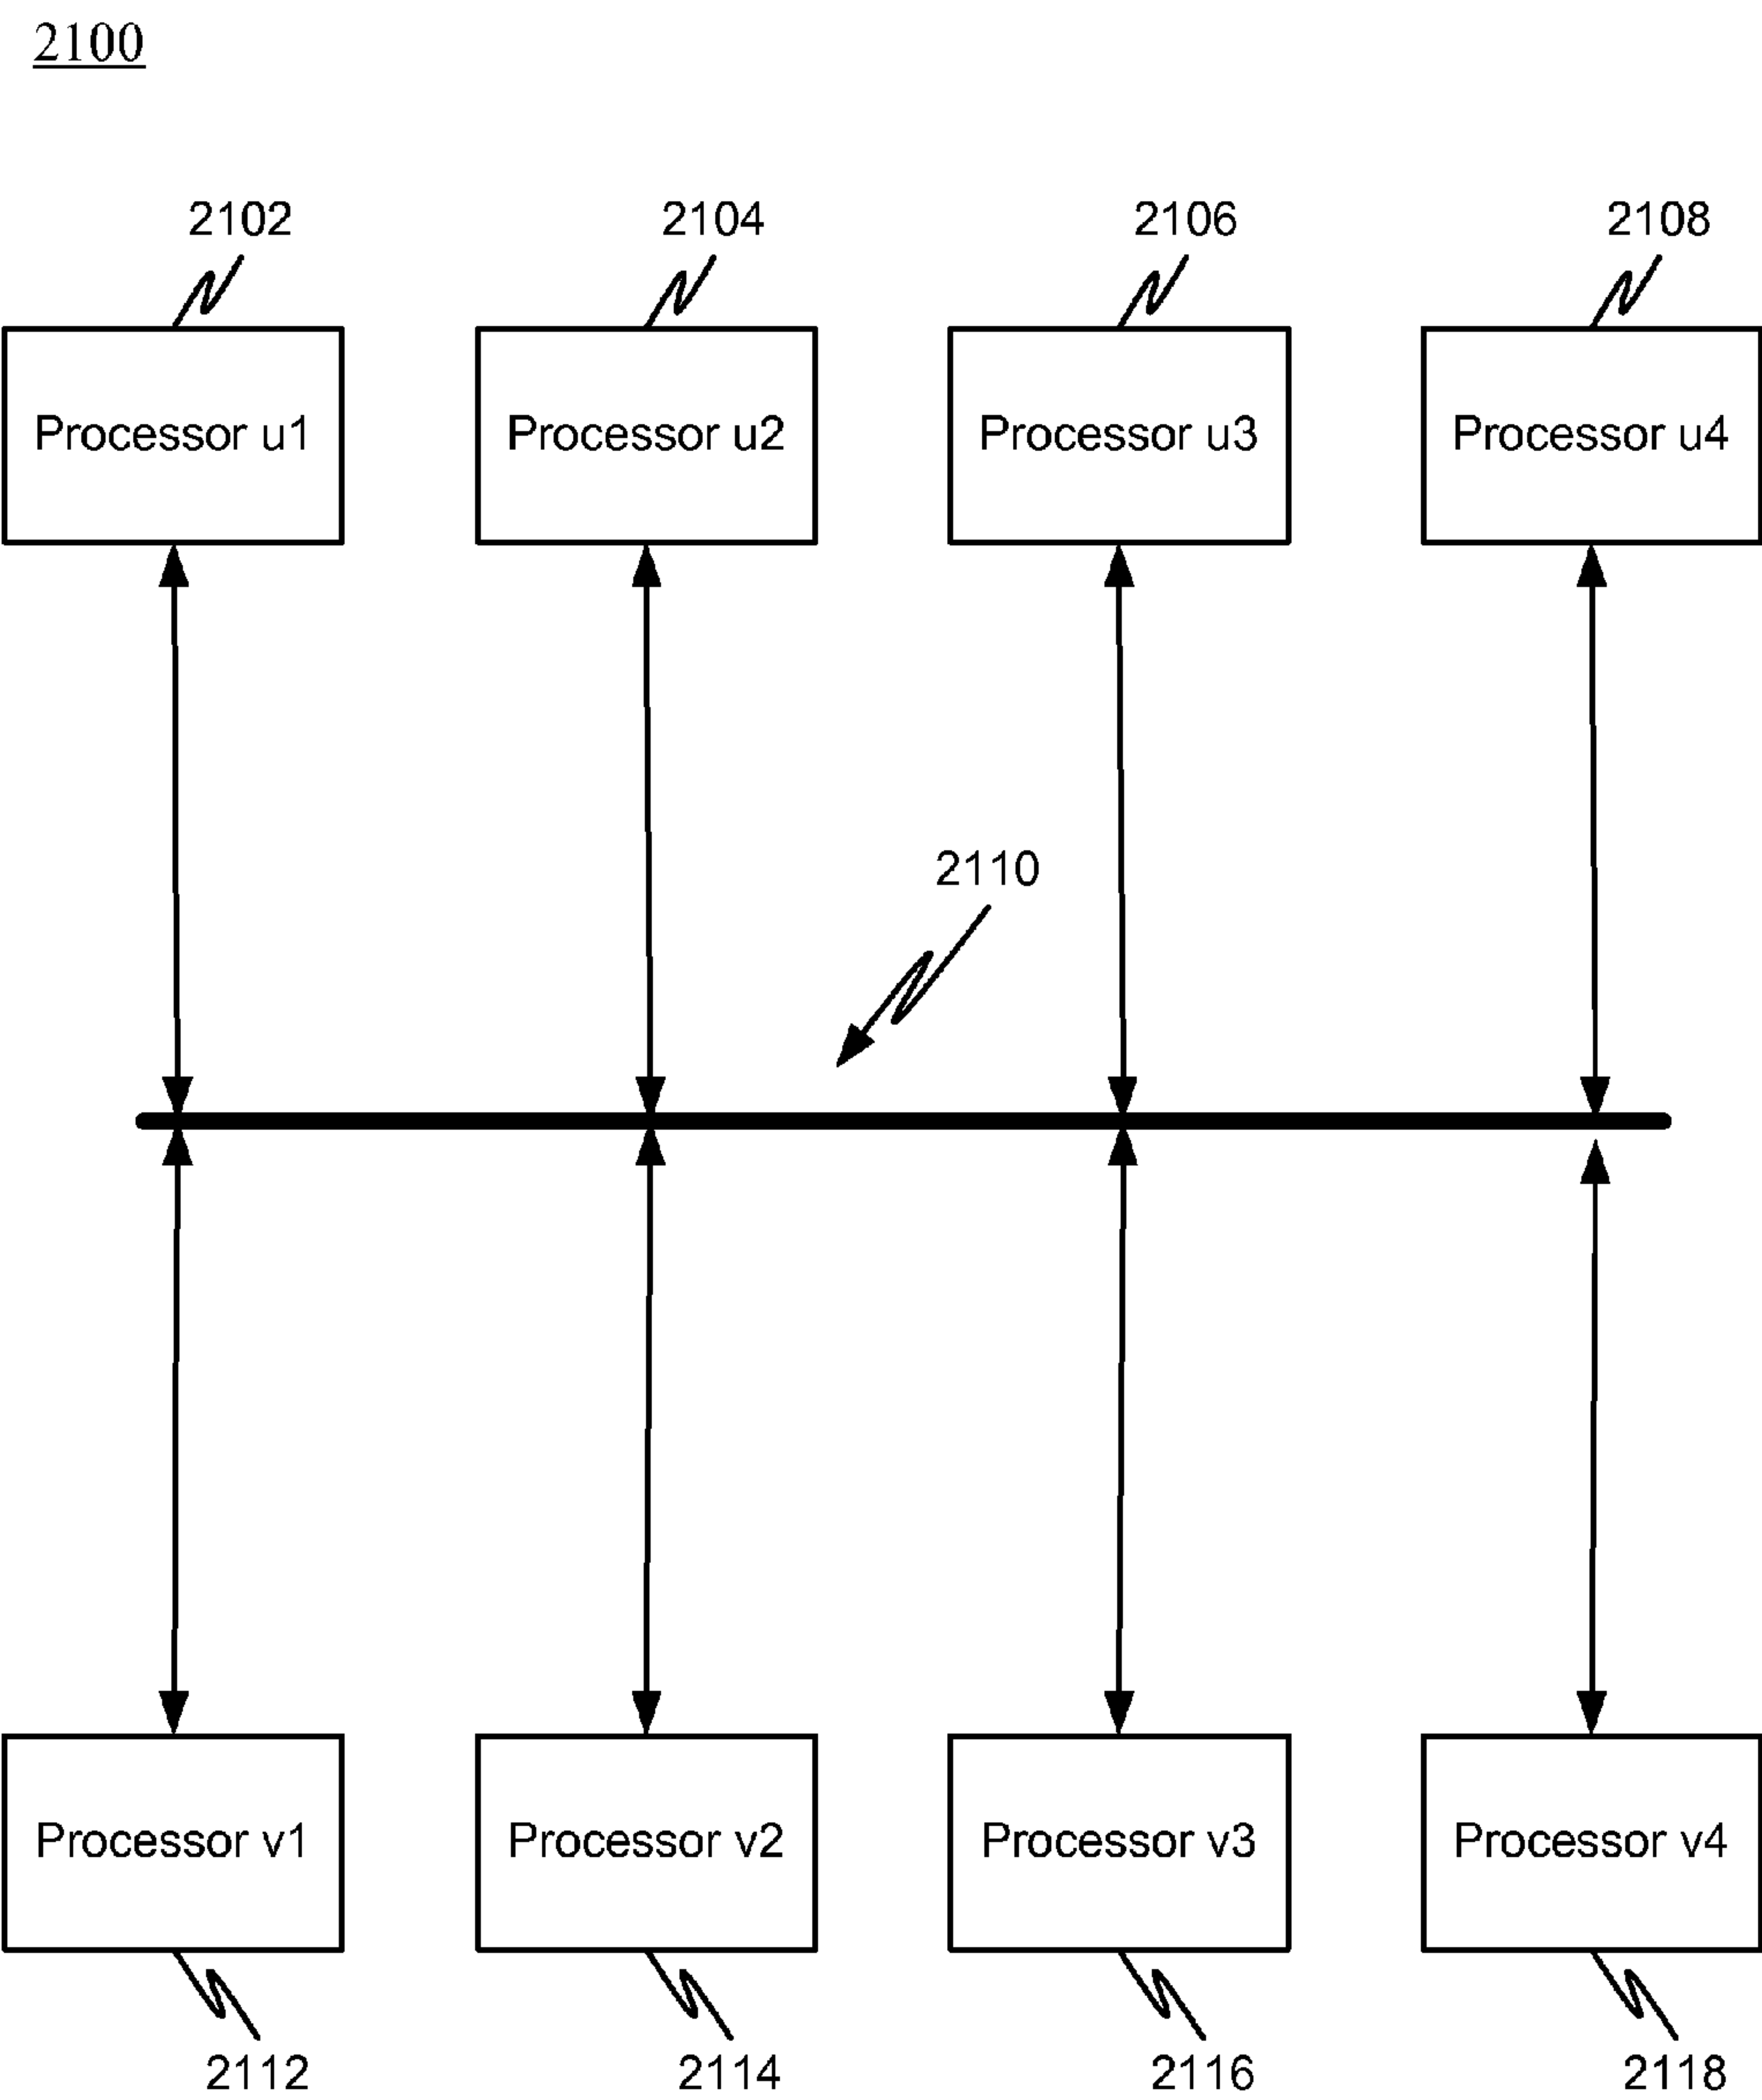 2100
2102 2104 2106 2108
Processor u1 Processor u2 Processor u3 Processor u4
2110
Processor v1 Processor v2 Processor v3 Processor v4
2112 2114 2116 2118